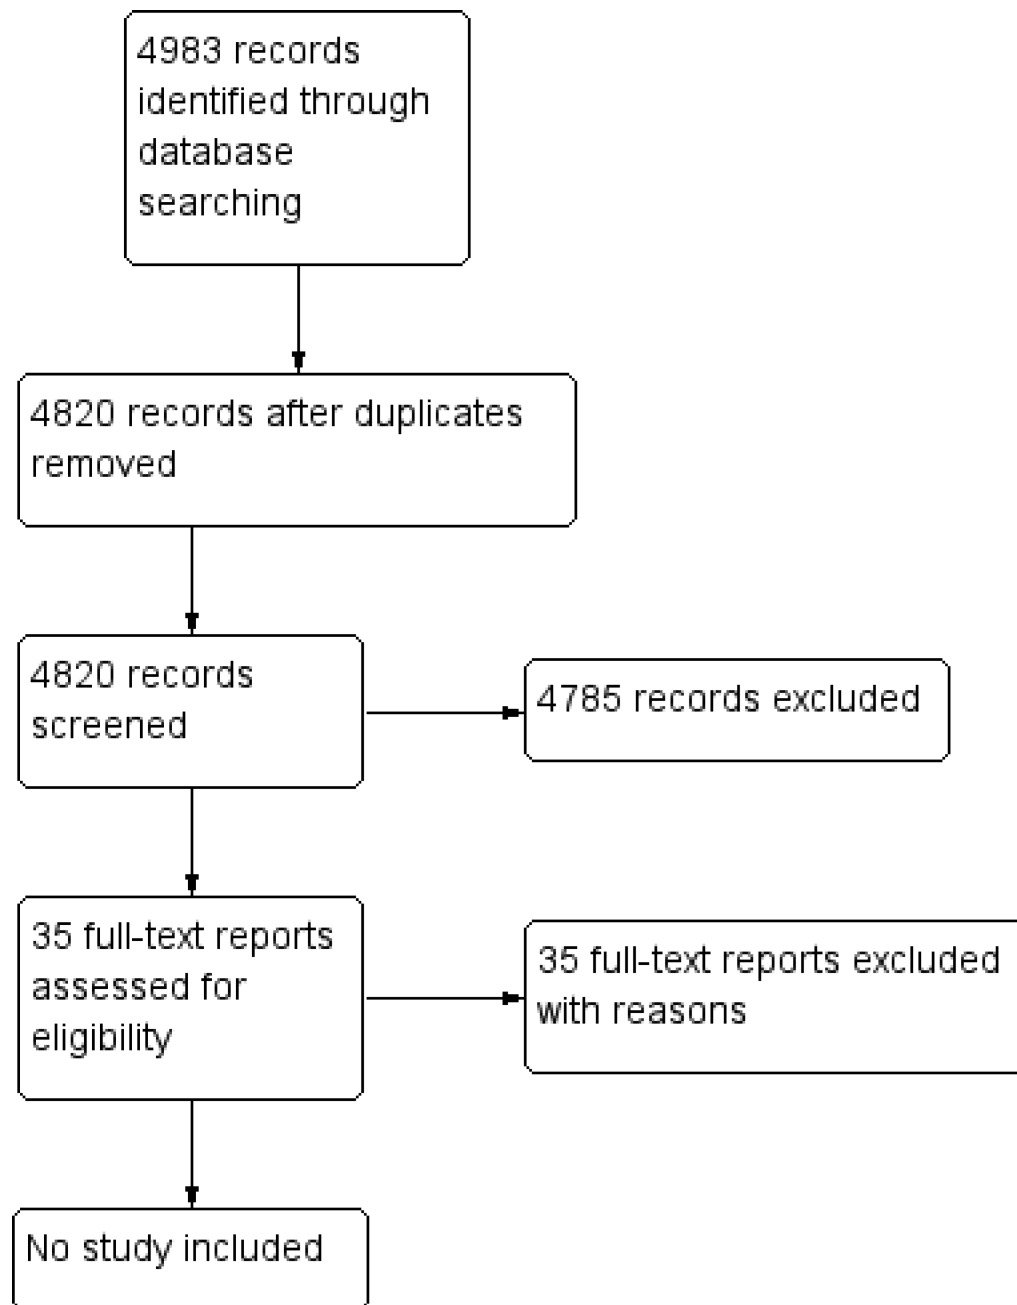 4983 records
identified through
database
searching
4820 records after duplicates
removed
4820 records
screened
4785 records excluded
35 full-text reports
assessed for
eligibility
35 full-text reports excluded
with reasons
No study included